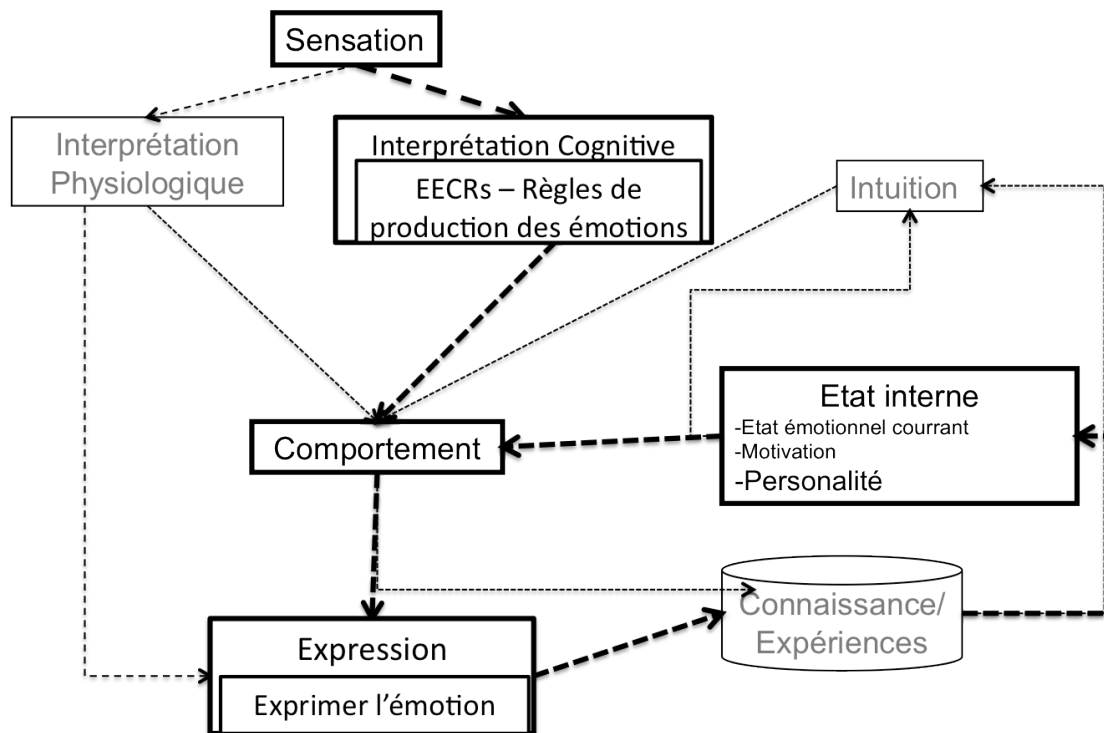 Sensation
Interprétation
Physiologique
Interprétation Cognitive
EECRs – Règles de
production des émotions
Intuition
Etat interne
-Etat émotionnel courrant
-Motivation
-Personalité
Comportement
Connaissance/
Expériences
Expression
Exprimer l'émotion